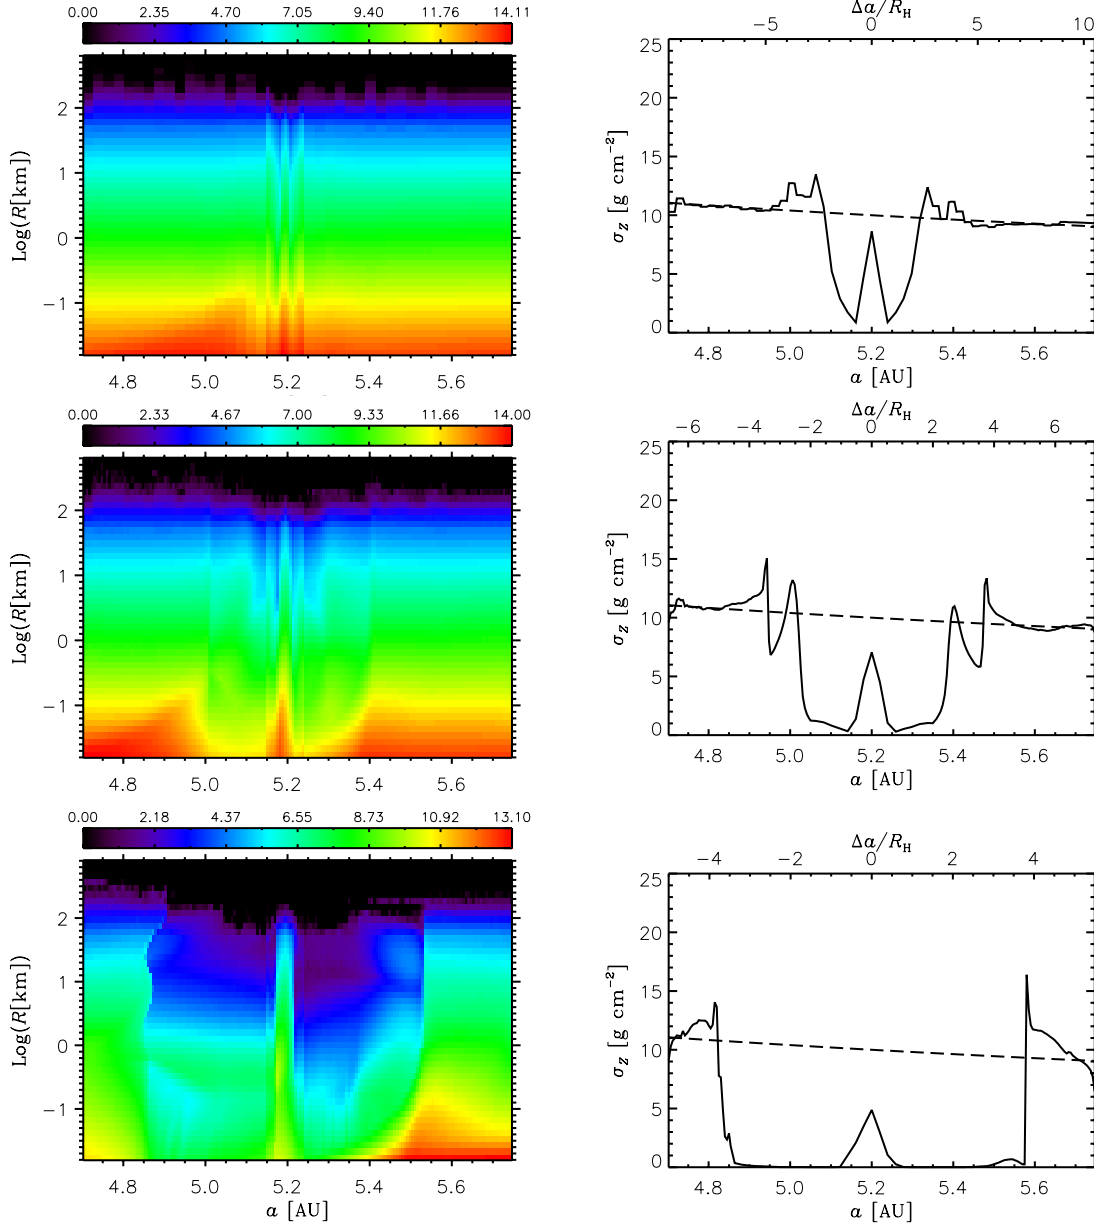 0.00 2.35 4.70 7.05 9.40 11.76 14.11
Log(R[km])
2
1
0
−1
4.8 5.0 5.2 5.4 5.6
Δa/R_H
−5 0 5 10
σ_Z [g cm⁻²]
25
20
15
10
5
0
4.8 5.0 5.2 5.4 5.6
a [AU]
0.00 2.33 4.67 7.00 9.33 11.66 14.00
Log(R[km])
2
1
0
−1
4.8 5.0 5.2 5.4 5.6
Δa/R_H
−6 −4 −2 0 2 4 6
σ_Z [g cm⁻²]
25
20
15
10
5
0
4.8 5.0 5.2 5.4 5.6
a [AU]
0.00 2.18 4.37 6.55 8.73 10.92 13.10
Log(R[km])
2
1
0
−1
4.8 5.0 5.2 5.4 5.6
a [AU]
Δa/R_H
−4 −2 0 2 4
σ_Z [g cm⁻²]
25
20
15
10
5
0
4.8 5.0 5.2 5.4 5.6
a [AU]